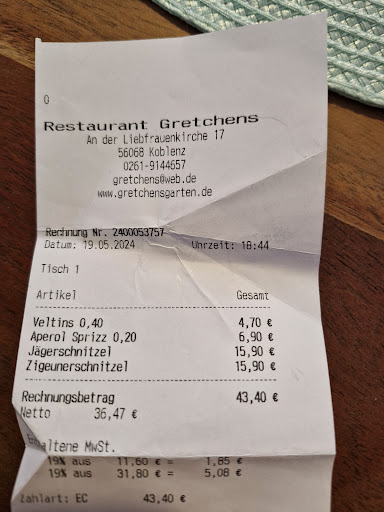 0
Restaurant Gretchens
An der Liebfrauenkirche 17
56068 Koblenz
0261-9144657
gretchens@web.de
www.gretchensgarten.de
Rechnung Nr. 2400053757
Datum: 19.05.2024 Uhrzeit: 18:44
Tisch 1
Artikel Gesamt
Veltins 0,40 4,70 €
Aperol Sprizz 0,20 6,90 €
Jägerschnitzel 15,90 €
Zigeunerschnitzel 15,90 €
Rechnungsbetrag 43,40 €
Netto 36,47 €
MwSt.
19% aus 11,60 € = 1,85 €
19% aus 31,80 € = 5,08 €
Zahlart: EC 43,40 €